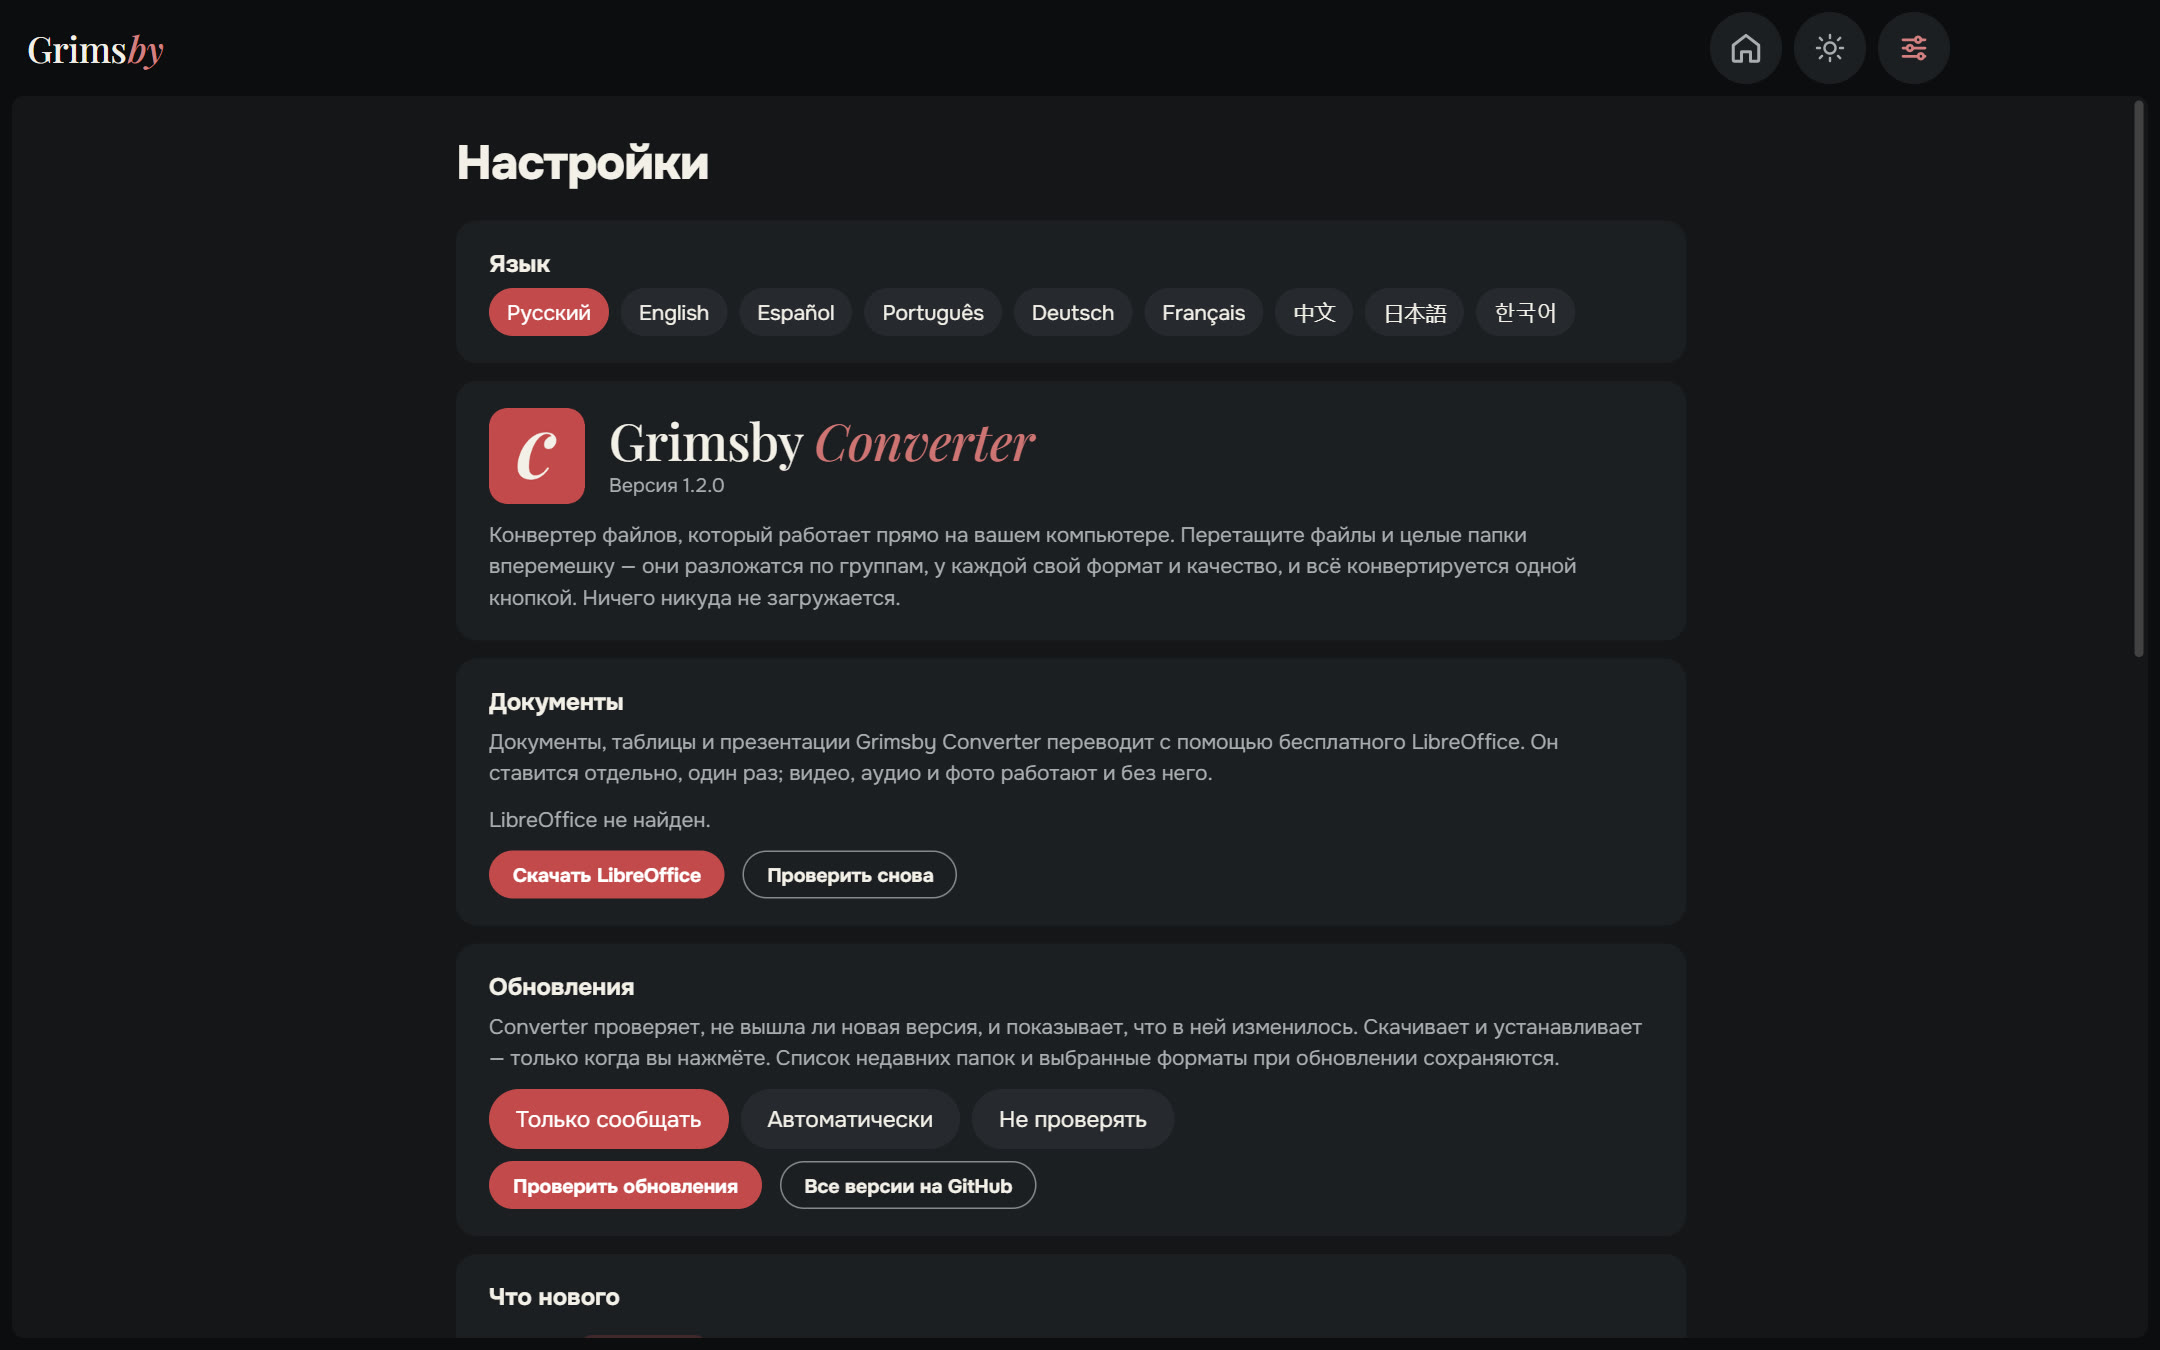 Grimsby
Настройки
Язык
Русский English Español Português Deutsch Français 中文 日本語 한국어
C
Grimsby Converter
Версия 1.2.0
Конвертер файлов, который работает прямо на вашем компьютере. Перетащите файлы и целые папки
вперемешку — они разложатся по группам, у каждой свой формат и качество, и всё конвертируется одной
кнопкой. Ничего никуда не загружается.
Документы
Документы, таблицы и презентации Grimsby Converter переводит с помощью бесплатного LibreOffice. Он
ставится отдельно, один раз; видео, аудио и фото работают и без него.
LibreOffice не найден.
Скачать LibreOffice Проверить снова
Обновления
Converter проверяет, не вышла ли новая версия, и показывает, что в ней изменилось. Скачивает и устанавливает
— только когда вы нажмёте. Список недавних папок и выбранные форматы при обновлении сохраняются.
Только сообщать Автоматически Не проверять
Проверить обновления Все версии на GitHub
Что нового